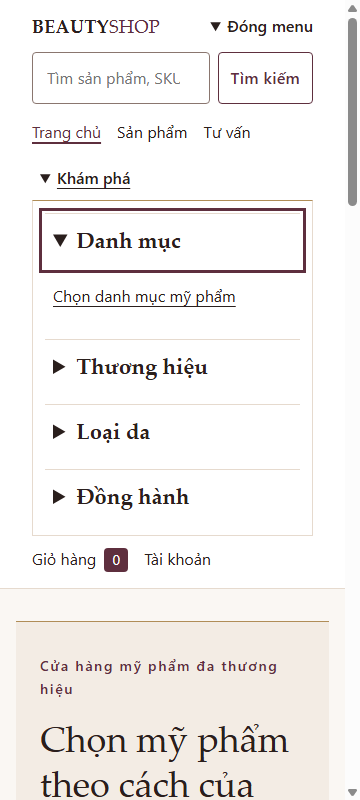 BEAUTYSHOP
Đóng menu
Tìm sản phẩm, SKU
Tìm kiếm
Trang chủ Sản phẩm Tư vấn
Khám phá
Danh mục
Chọn danh mục mỹ phẩm
Thương hiệu
Loại da
Đồng hành
Giỏ hàng 0 Tài khoản
Cửa hàng mỹ phẩm đa thương
hiệu
Chọn mỹ phẩm
theo cách của